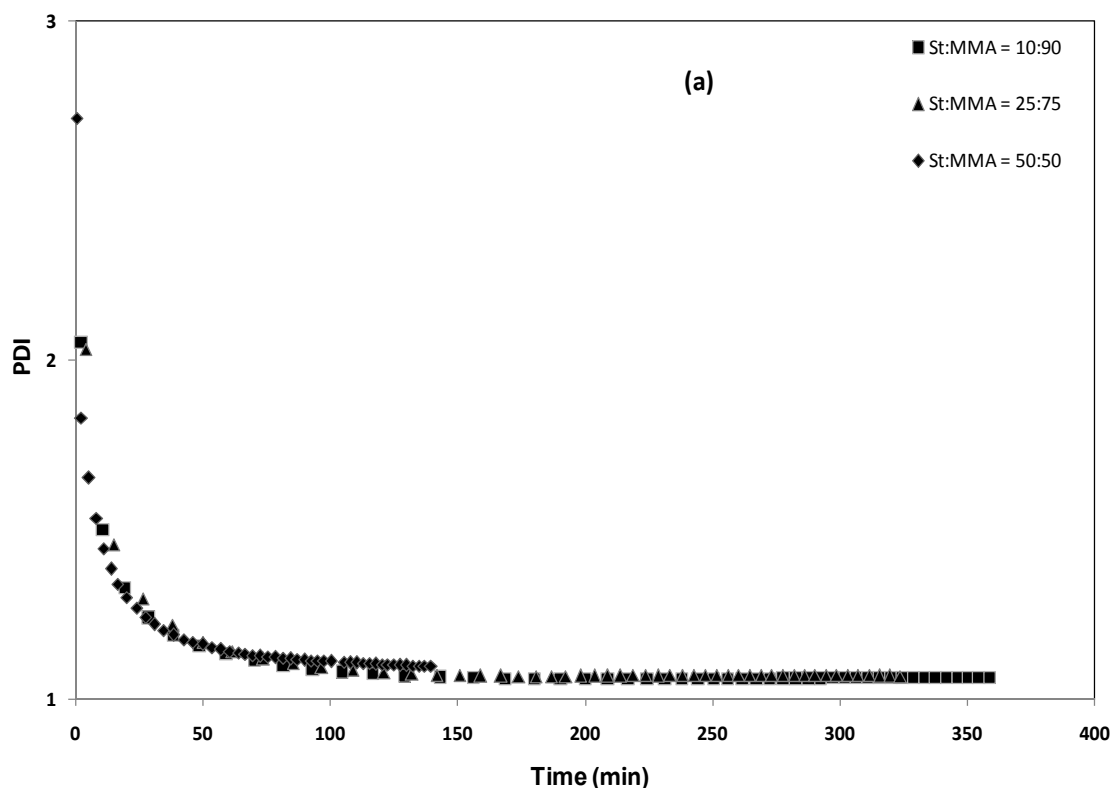 3
(a)
St:MMA = 10:90
St:MMA = 25:75
St:MMA = 50:50
PDI
2
1
0 50 100 150 200 250 300 350 400
Time (min)